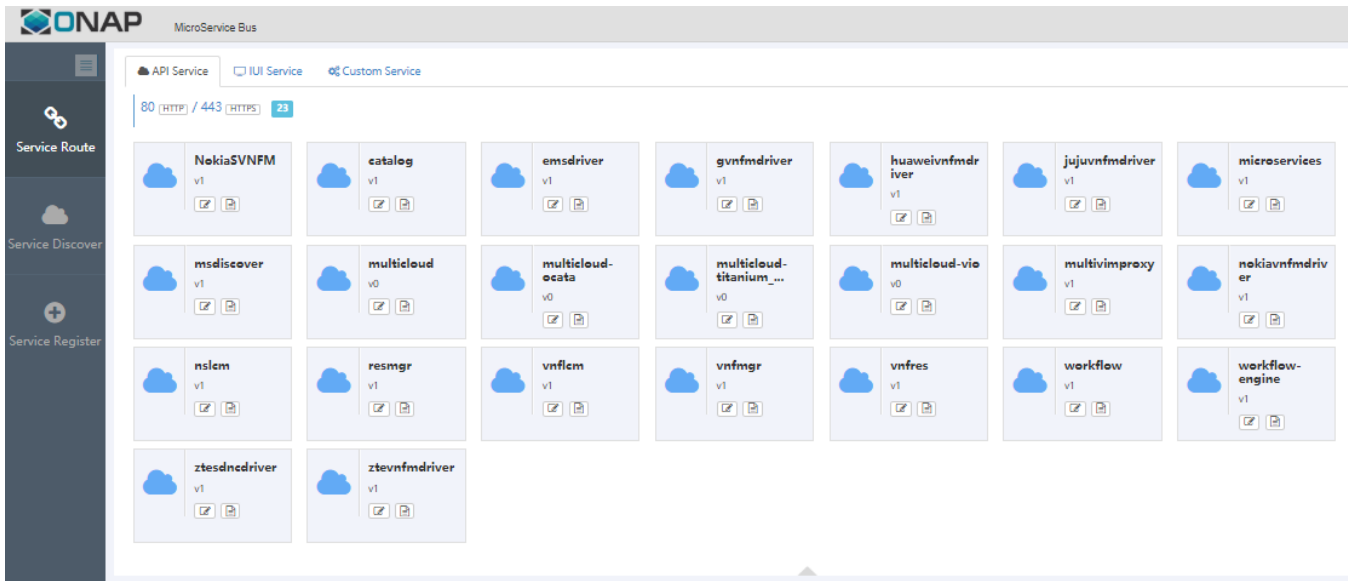 ONAP MicroService Bus
API Service IUI Service Custom Service
80 HTTP / 443 HTTPS 23
Service Route
Service Discover
Service Register
NokiaSVNFM
v1
catalog
v1
emsdriver
v1
gvnfmdriver
v1
huaweivnfmdr
iver
v1
jujuvnfmdriver
v1
microservices
v1
msdiscover
v1
multicloud
v0
multicloud-
ocata
v0
multicloud-
titanium_...
v0
multicloud-vio
v0
multivimproxy
v1
nokiavnfmdriv
er
v1
nslcm
v1
resmgr
v1
vnflcm
v1
vnfmgr
v1
vnfres
v1
workflow
v1
workflow-
engine
v1
ztesdncdriver
v1
ztevnfmdriver
v1